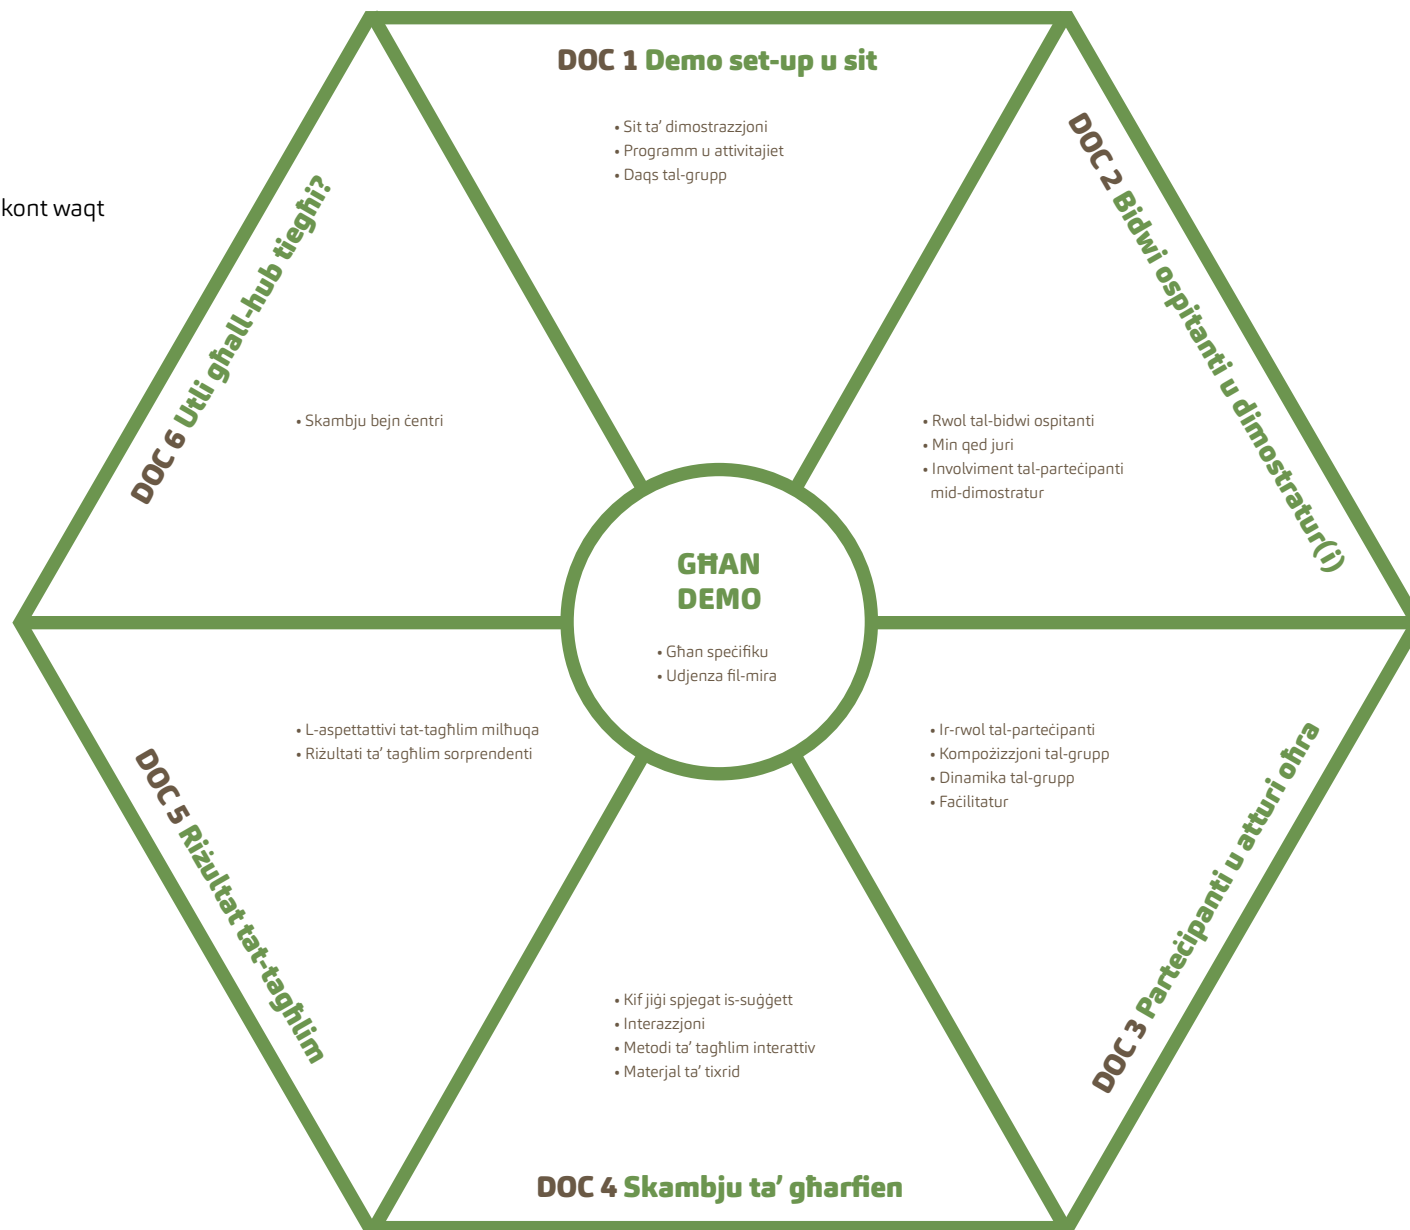 kont waqt
DOC 1 Demo set-up u sit
• Sit ta’ dimostrazzjoni
• Programm u attivitajiet
• Daqs tal-grupp
DOC 2 Bidwi ospitanti u dimostratur(i)
• Rwol tal-bidwi ospitanti
• Min qed juri
• Involviment tal-parteċipanti
mid-dimostratur
DOC 3 Parteċipanti u atturi oħra
• Ir-rwol tal-parteċipanti
• Kompożizzjoni tal-grupp
• Dinamika tal-grupp
• Faċilitatur
DOC 4 Skambju ta’ għarfien
• Kif jiġi spjegat is-suġġett
• Interazzjoni
• Metodi ta’ tagħlim interattiv
• Materjal ta’ tixrid
DOC 5 Riżultat tat-tagħlim
• L-aspettattivi tat-tagħlim milħuqa
• Riżultati ta’ tagħlim sorprendenti
DOC 6 Utli għall-hub tiegħi?
• Skambju bejn ċentri
GĦAN
DEMO
• Għan speċifiku
• Udjenza fil-mira